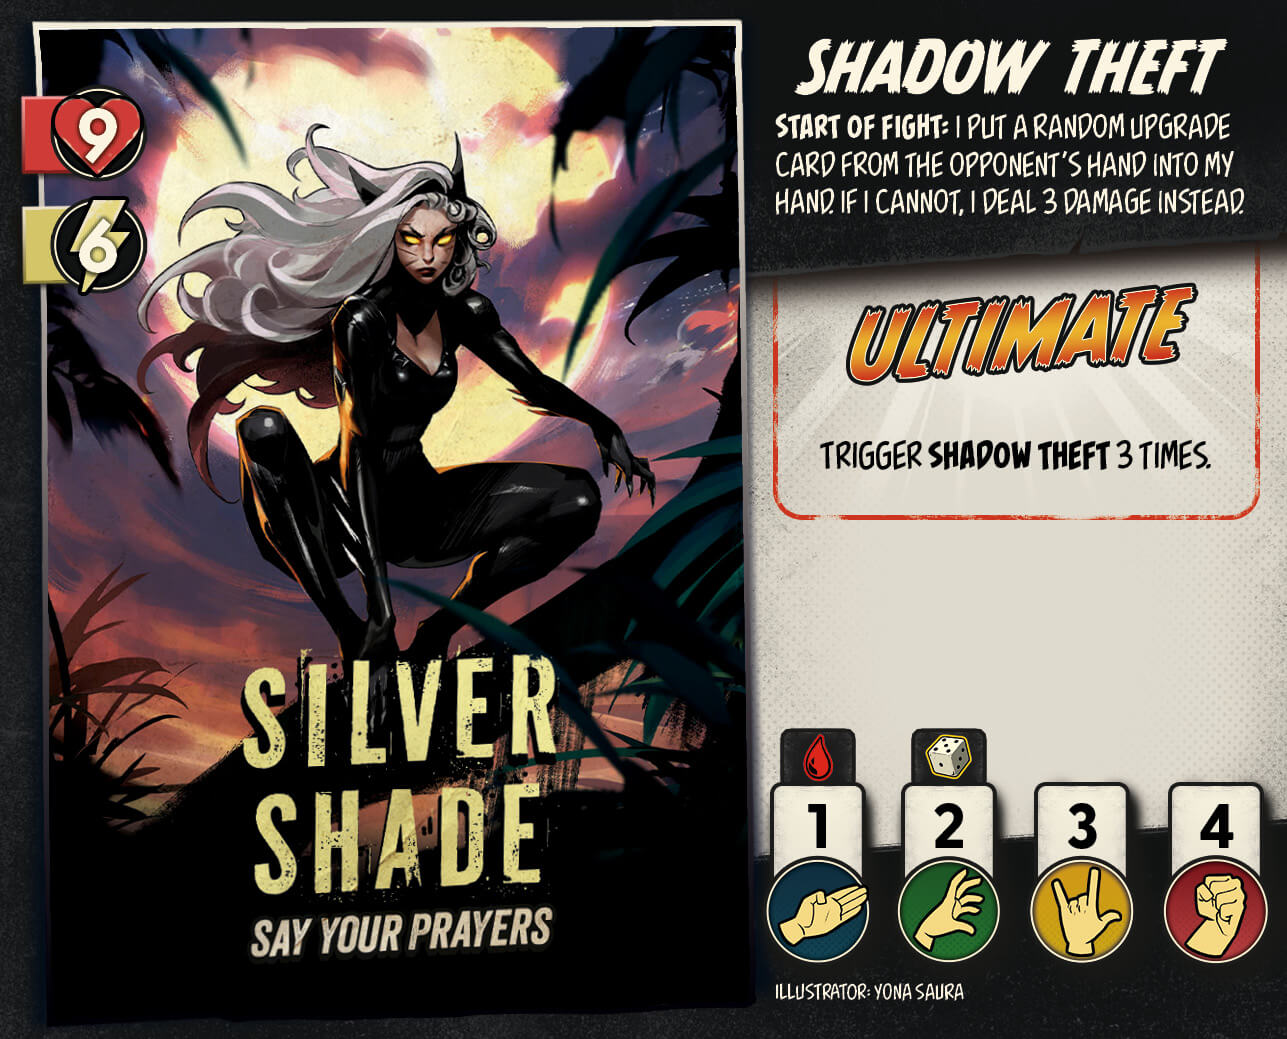 9
6
SILVER
SHADE
SAY YOUR PRAYERS
SHADOW THEFT
START OF FIGHT: I PUT A RANDOM UPGRADE
CARD FROM THE OPPONENT'S HAND INTO MY
HAND. IF I CANNOT, I DEAL 3 DAMAGE INSTEAD.
ULTIMATE
TRIGGER SHADOW THEFT 3 TIMES.
1 2 3 4
ILLUSTRATOR: YONA SAURA